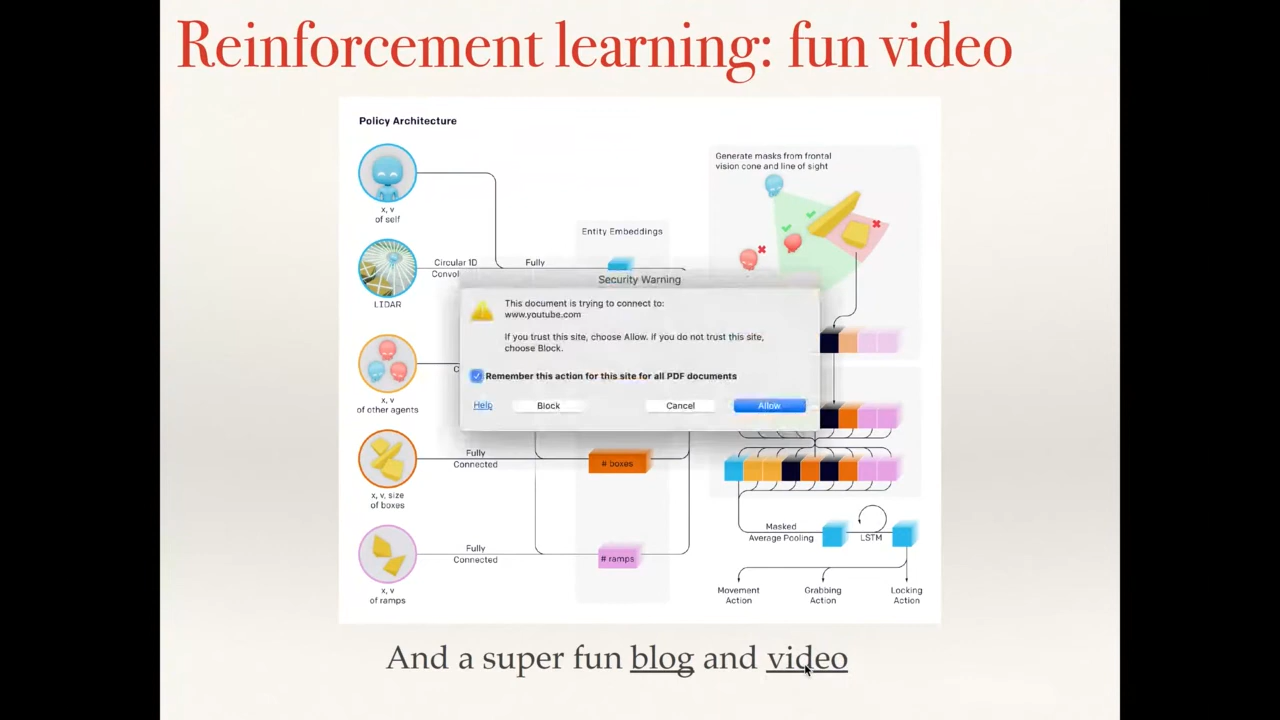 Reinforcement learning: fun video
Policy Architecture
x, v
of self
LIDAR
x, v
of other agents
x, v, size
of boxes
x, v
of ramps
Circular 1D
Fully
Fully
Connected
Fully
Connected
Entity Embeddings
# boxes
# ramps
Generate masks from frontal
vision cone and line of sight
Security Warning
This document is trying to connect to:
www.youtube.com
If you trust this site, choose Allow. If you do not trust this site,
choose Block.
Remember this action for this site for all PDF documents
Help
Block
Cancel
Allow
Masked
Average Pooling
LSTM
Movement
Action
Grabbing
Action
Locking
Action
And a super fun blog and video